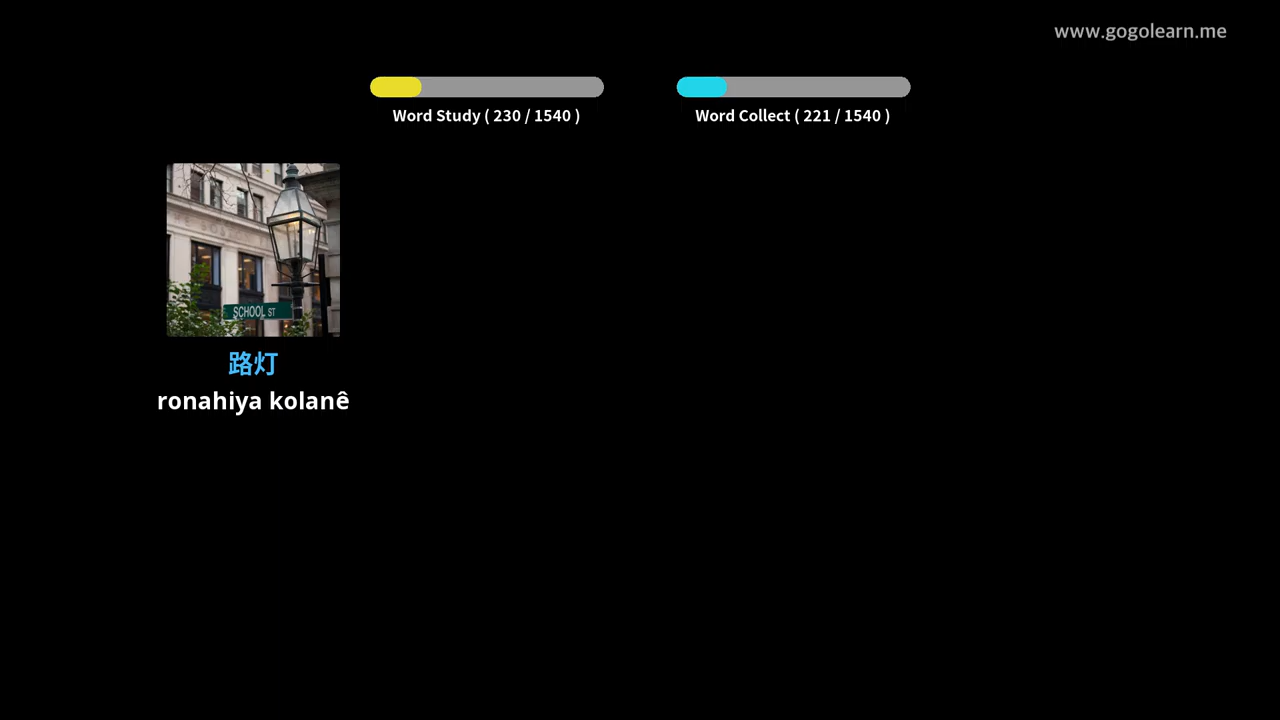 www.gogolearn.me
Word Study ( 230 / 1540 )
Word Collect ( 221 / 1540 )
SCHOOL ST
路灯
ronahiya kolanê